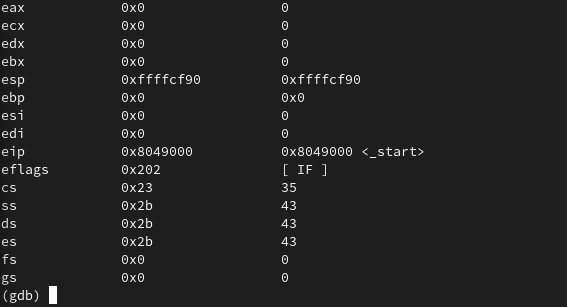 eax 0x0 0
ecx 0x0 0
edx 0x0 0
ebx 0x0 0
esp 0xffffcf90 0xffffcf90
ebp 0x0 0x0
esi 0x0 0
edi 0x0 0
eip 0x8049000 0x8049000 <_start>
eflags 0x202 [ IF ]
cs 0x23 35
ss 0x2b 43
ds 0x2b 43
es 0x2b 43
fs 0x0 0
gs 0x0 0
(gdb)